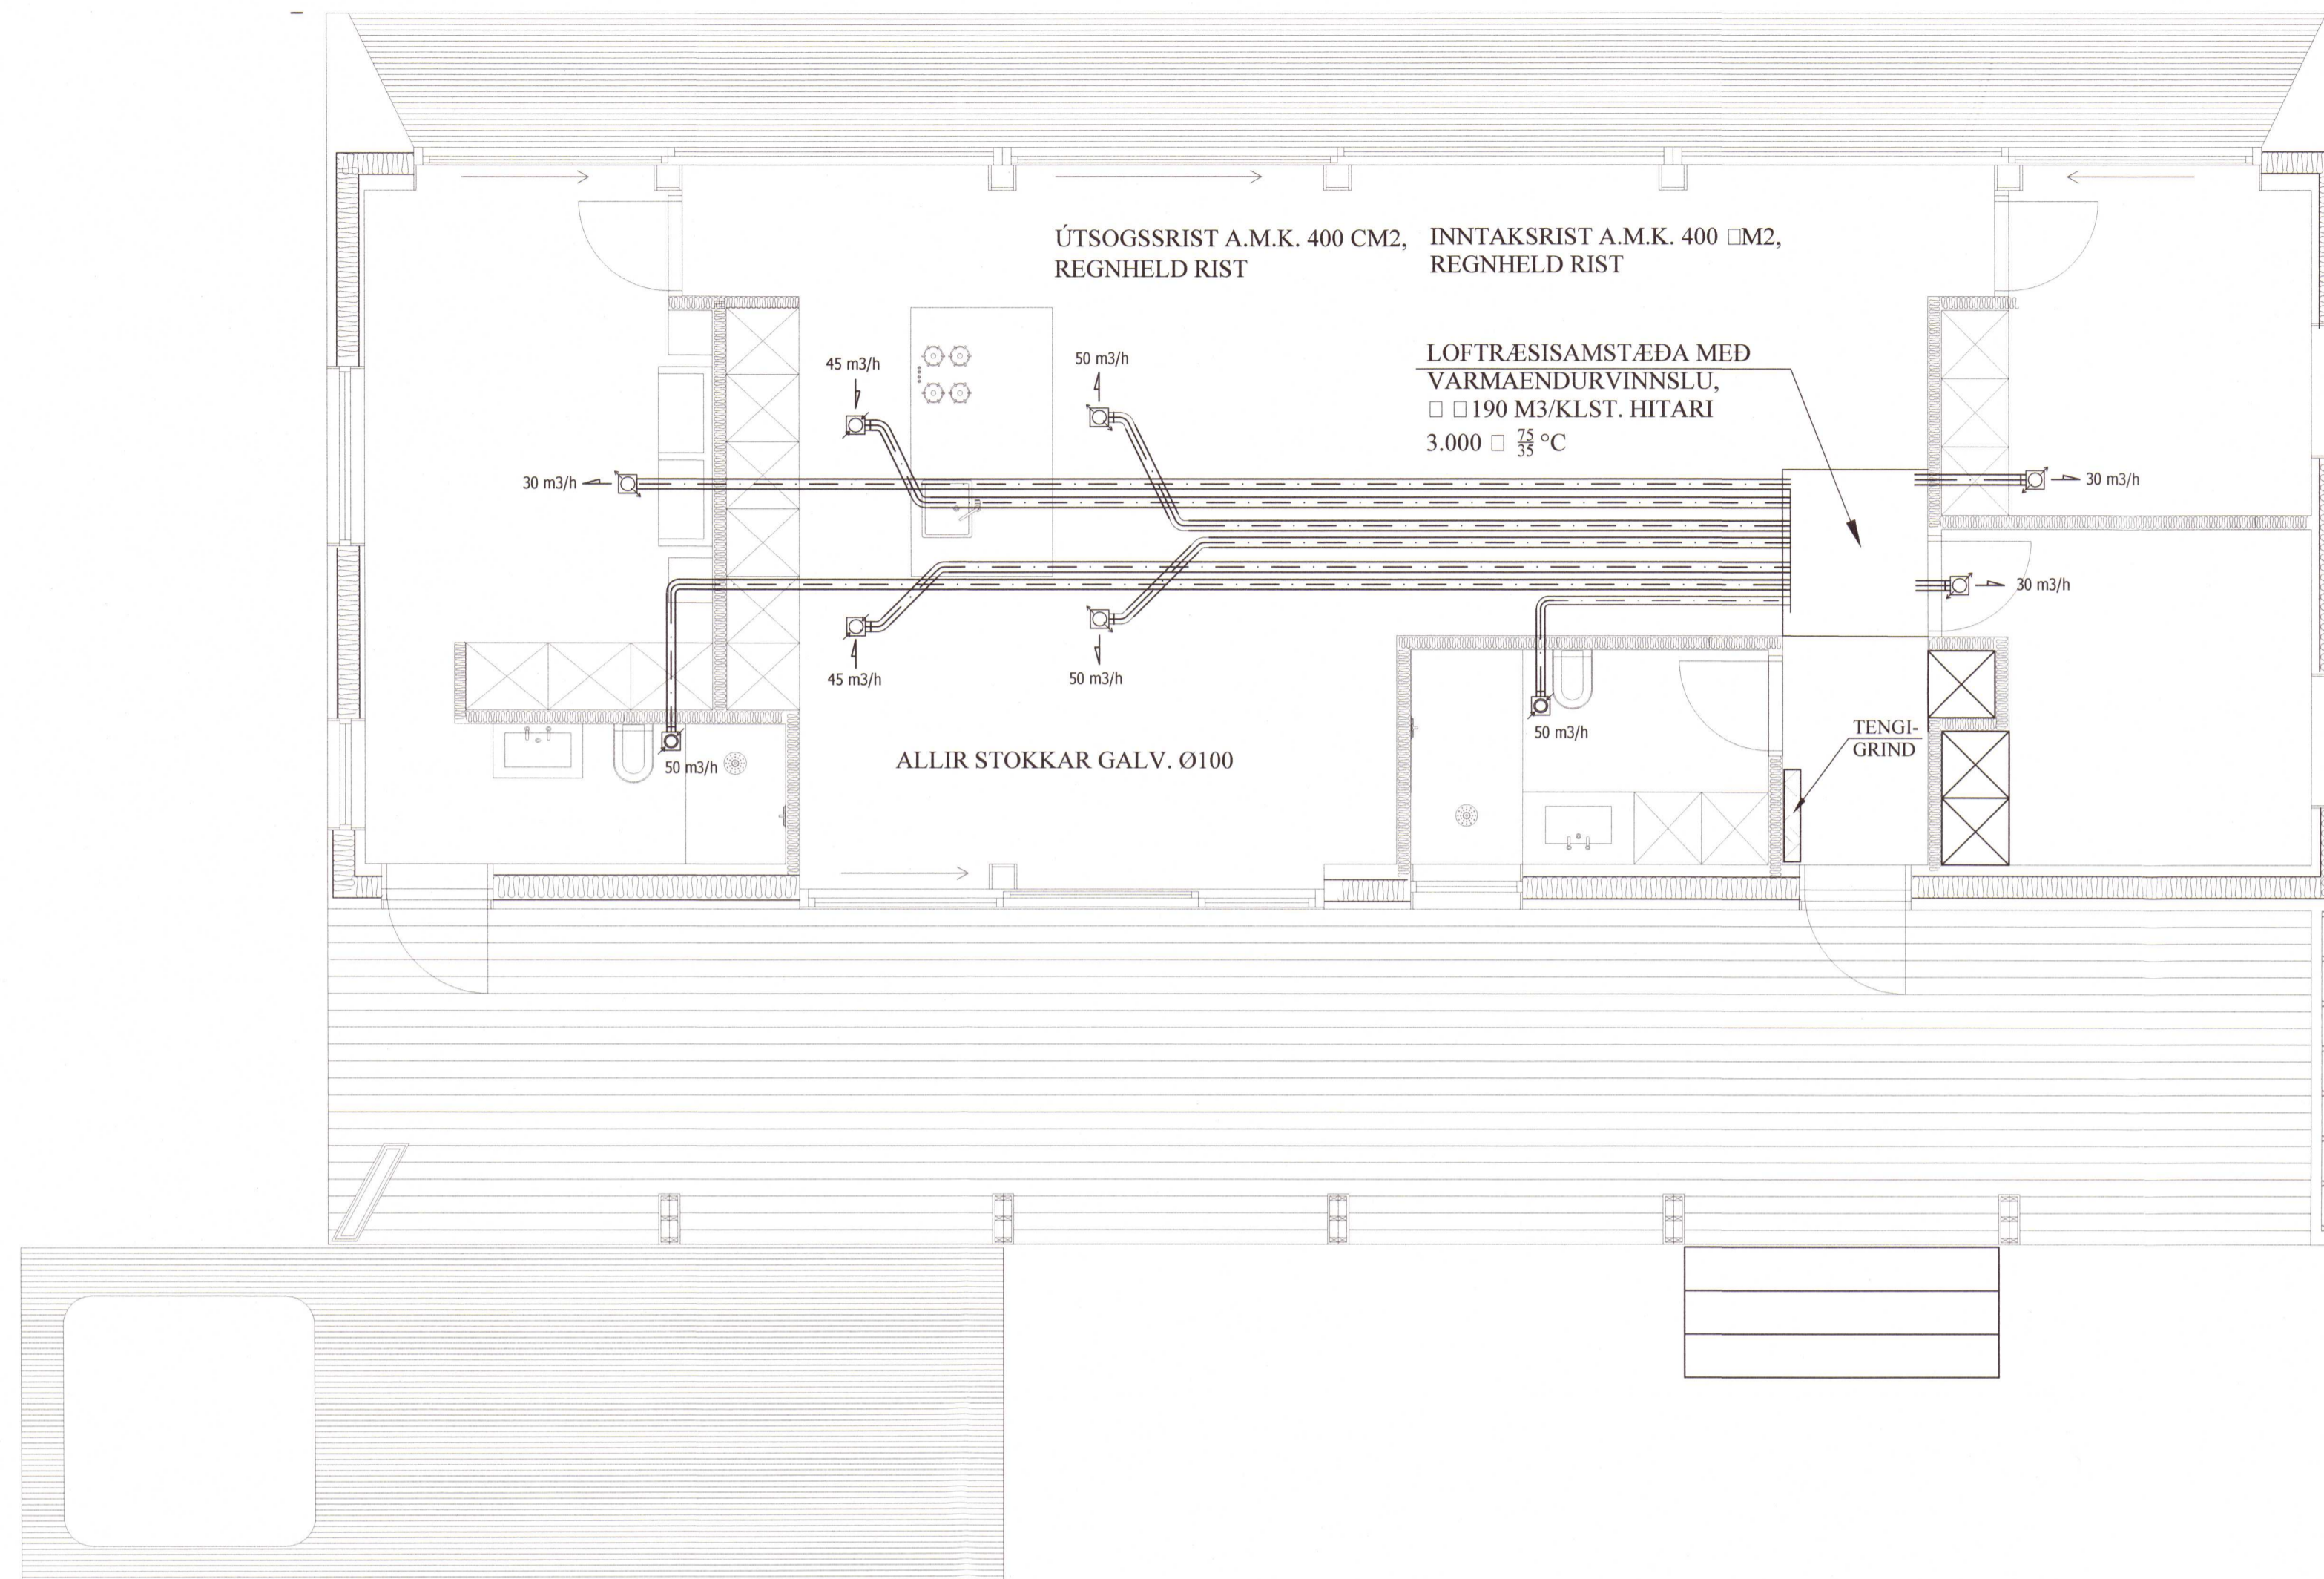 ÚTSOGSSRIST A.M.K. 400 CM2,
REGNHELD RIST
INNTAKSRIST A.M.K. 400 □M2,
REGNHELD RIST
LOFTRÆSISAMSTÆÐA MEÐ
VARMAENDURVINNSLU,
□ □190 M3/KLST. HITARI
3.000 □ 75/35 °C
45 m3/h
50 m3/h
30 m3/h
30 m3/h
30 m3/h
45 m3/h
50 m3/h
50 m3/h
50 m3/h
TENGI-
GRIND
ALLIR STOKKAR GALV. Ø100